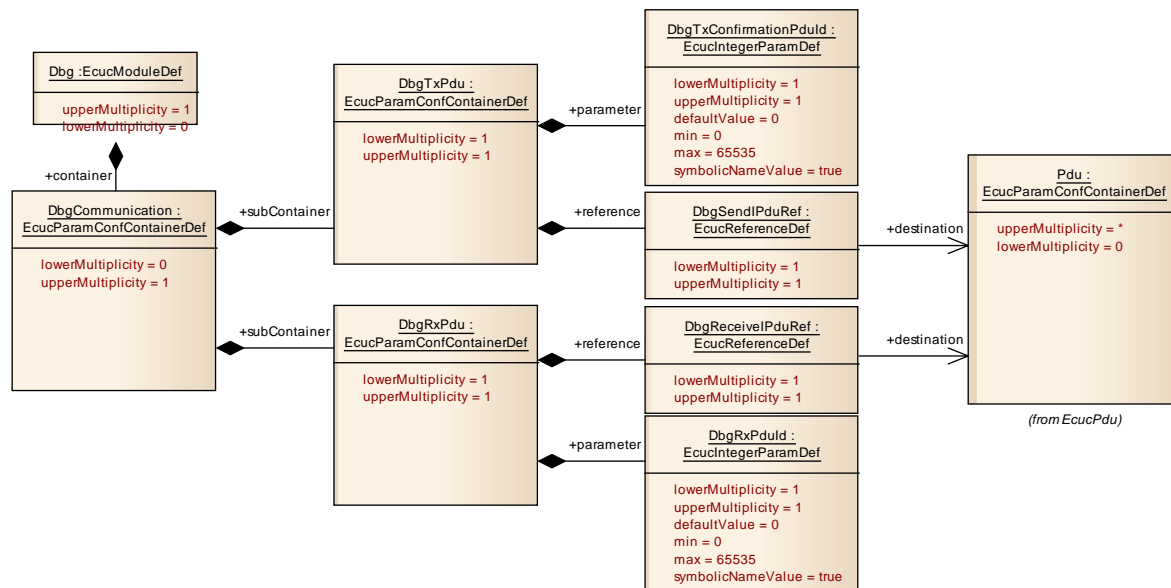 Dbg :EcucModuleDef
upperMultiplicity = 1
lowerMultiplicity = 0
+container
DbgCommunication :
EcucParamConfContainerDef
lowerMultiplicity = 0
upperMultiplicity = 1
+subContainer
+subContainer
DbgTxPdu :
EcucParamConfContainerDef
lowerMultiplicity = 1
upperMultiplicity = 1
+parameter
+reference
DbgRxPdu :
EcucParamConfContainerDef
lowerMultiplicity = 1
upperMultiplicity = 1
+reference
+parameter
DbgTxConfirmationPduId :
EcucIntegerParamDef
lowerMultiplicity = 1
upperMultiplicity = 1
defaultValue = 0
min = 0
max = 65535
symbolicNameValue = true
DbgSendIPduRef :
EcucReferenceDef
lowerMultiplicity = 1
upperMultiplicity = 1
+destination
DbgReceiveIPduRef :
EcucReferenceDef
lowerMultiplicity = 1
upperMultiplicity = 1
+destination
DbgRxPduId :
EcucIntegerParamDef
lowerMultiplicity = 1
upperMultiplicity = 1
defaultValue = 0
min = 0
max = 65535
symbolicNameValue = true
Pdu :
EcucParamConfContainerDef
upperMultiplicity = *
lowerMultiplicity = 0
(from EcucPdu)